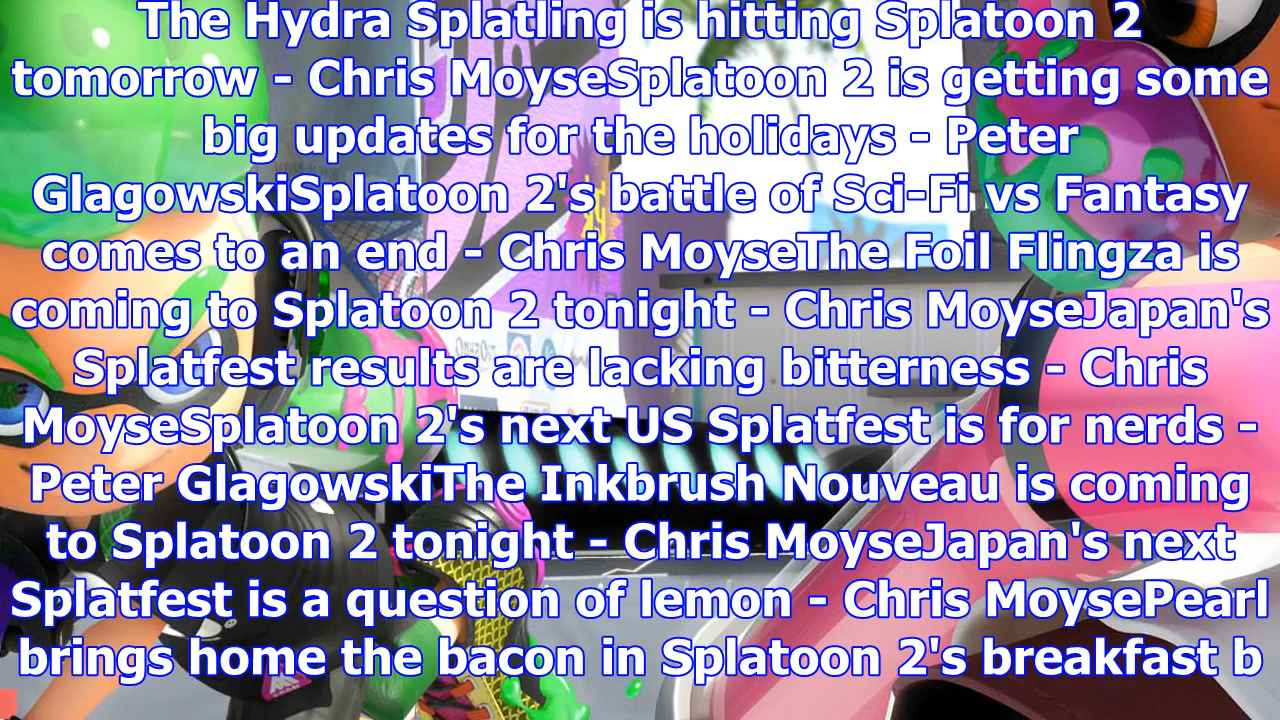 The Hydra Splatling is hitting Splatoon 2
tomorrow - Chris MoyseSplatoon 2 is getting some
big updates for the holidays - Peter
GlagowskiSplatoon 2's battle of Sci-Fi vs Fantasy
comes to an end - Chris MoyseThe Foil Flingza is
coming to Splatoon 2 tonight - Chris MoyseJapan's
Splatfest results are lacking bitterness - Chris
MoyseSplatoon 2's next US Splatfest is for nerds -
Peter GlagowskiThe Inkbrush Nouveau is coming
to Splatoon 2 tonight - Chris MoyseJapan's next
Splatfest is a question of lemon - Chris MoysePearl
brings home the bacon in Splatoon 2's breakfast b